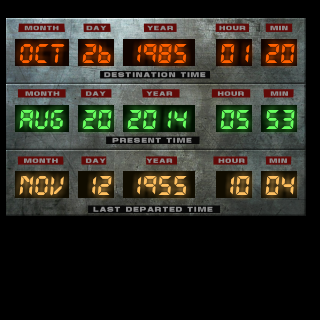 MONTH DAY YEAR HOUR MIN
OCT 26 1985 01 20
DESTINATION TIME
MONTH DAY YEAR HOUR MIN
AUG 20 2014 05 53
PRESENT TIME
MONTH DAY YEAR HOUR MIN
NOV 12 1955 10 04
LAST DEPARTED TIME